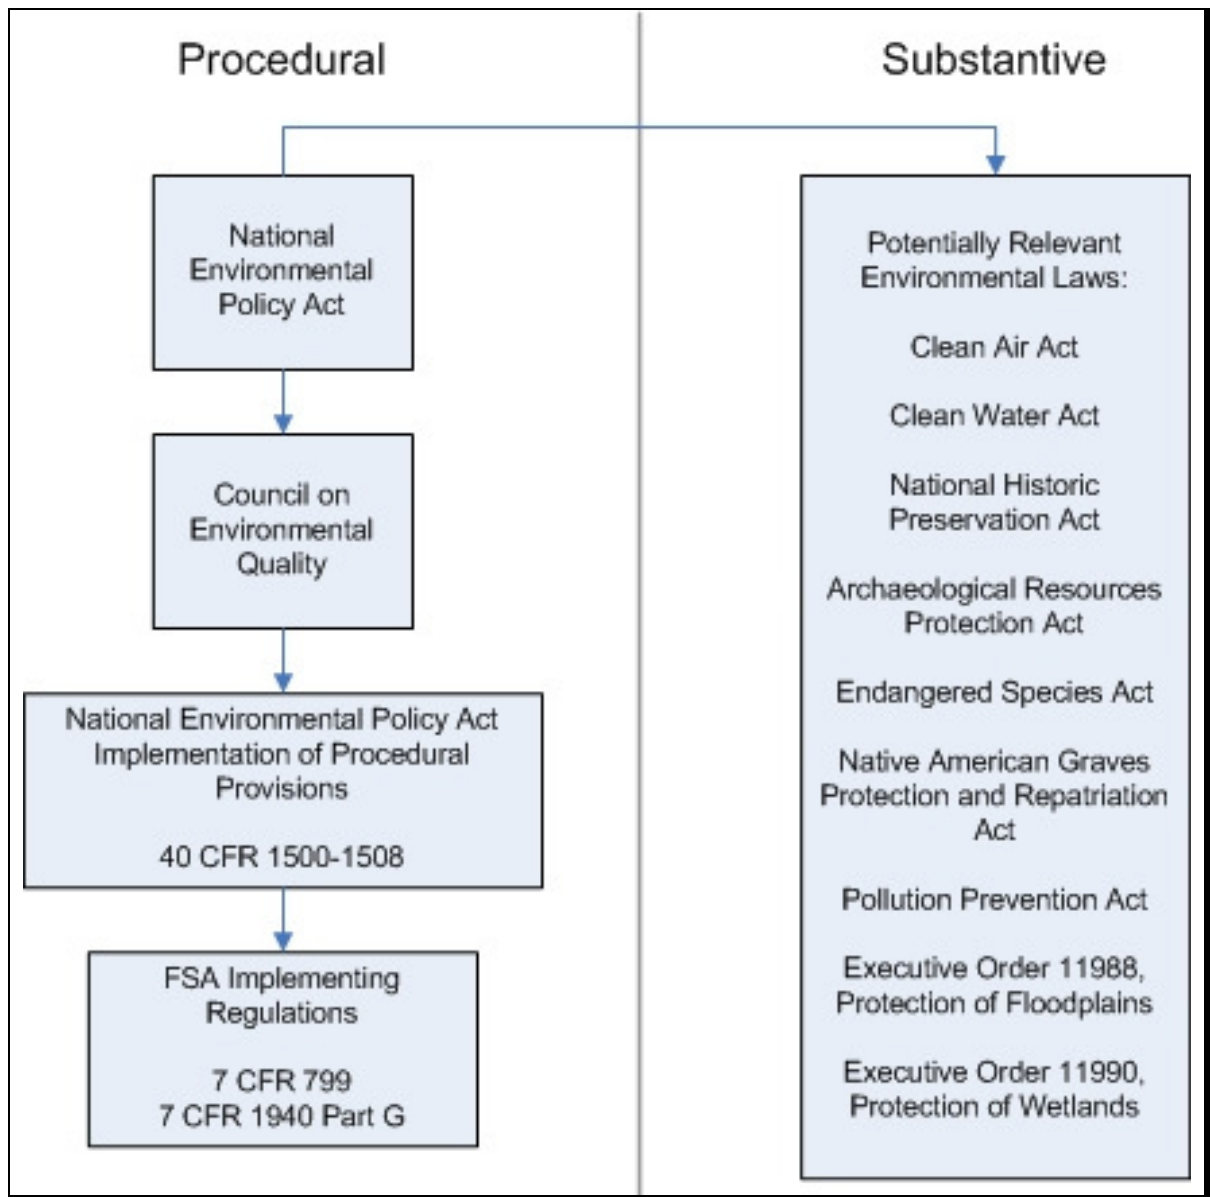 Procedural
National
Environmental
Policy Act
Council on
Environmental
Quality
National Environmental Policy Act
Implementation of Procedural
Provisions
40 CFR 1500-1508
FSA Implementing
Regulations
7 CFR 799
7 CFR 1940 Part G
Substantive
Potentially Relevant
Environmental Laws:
Clean Air Act
Clean Water Act
National Historic
Preservation Act
Archaeological Resources
Protection Act
Endangered Species Act
Native American Graves
Protection and Repatriation
Act
Pollution Prevention Act
Executive Order 11988,
Protection of Floodplains
Executive Order 11990,
Protection of Wetlands